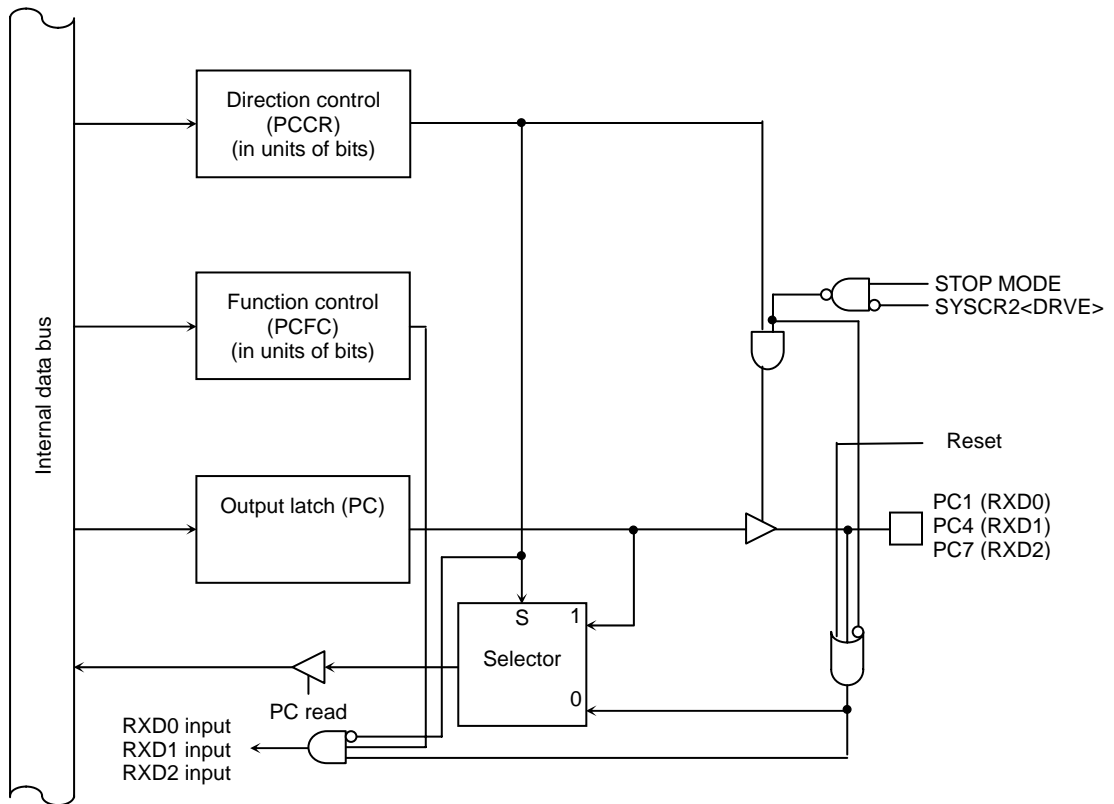 Internal data bus
Direction control
(PCCR)
(in units of bits)
Function control
(PCFC)
(in units of bits)
STOP MODE
SYSCR2<DRVE>
Reset
Output latch (PC)
PC1 (RXD0)
PC4 (RXD1)
PC7 (RXD2)
S
1
Selector
0
PC read
RXD0 input
RXD1 input
RXD2 input